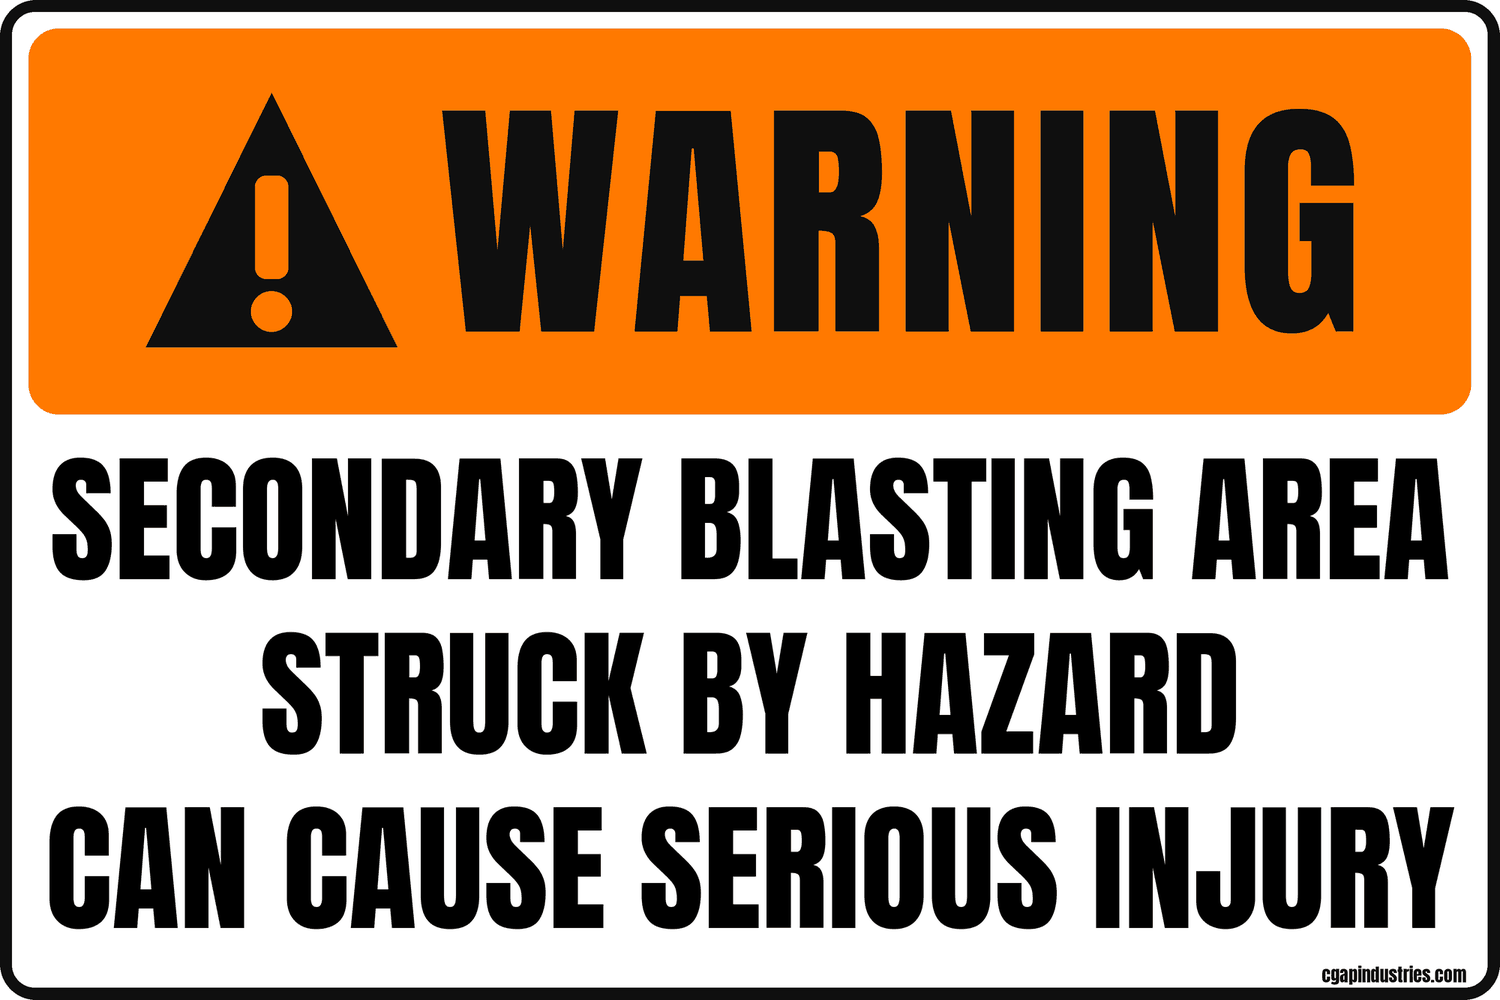 WARNING
SECONDARY BLASTING AREA
STRUCK BY HAZARD
CAN CAUSE SERIOUS INJURY
cgapindustries.com